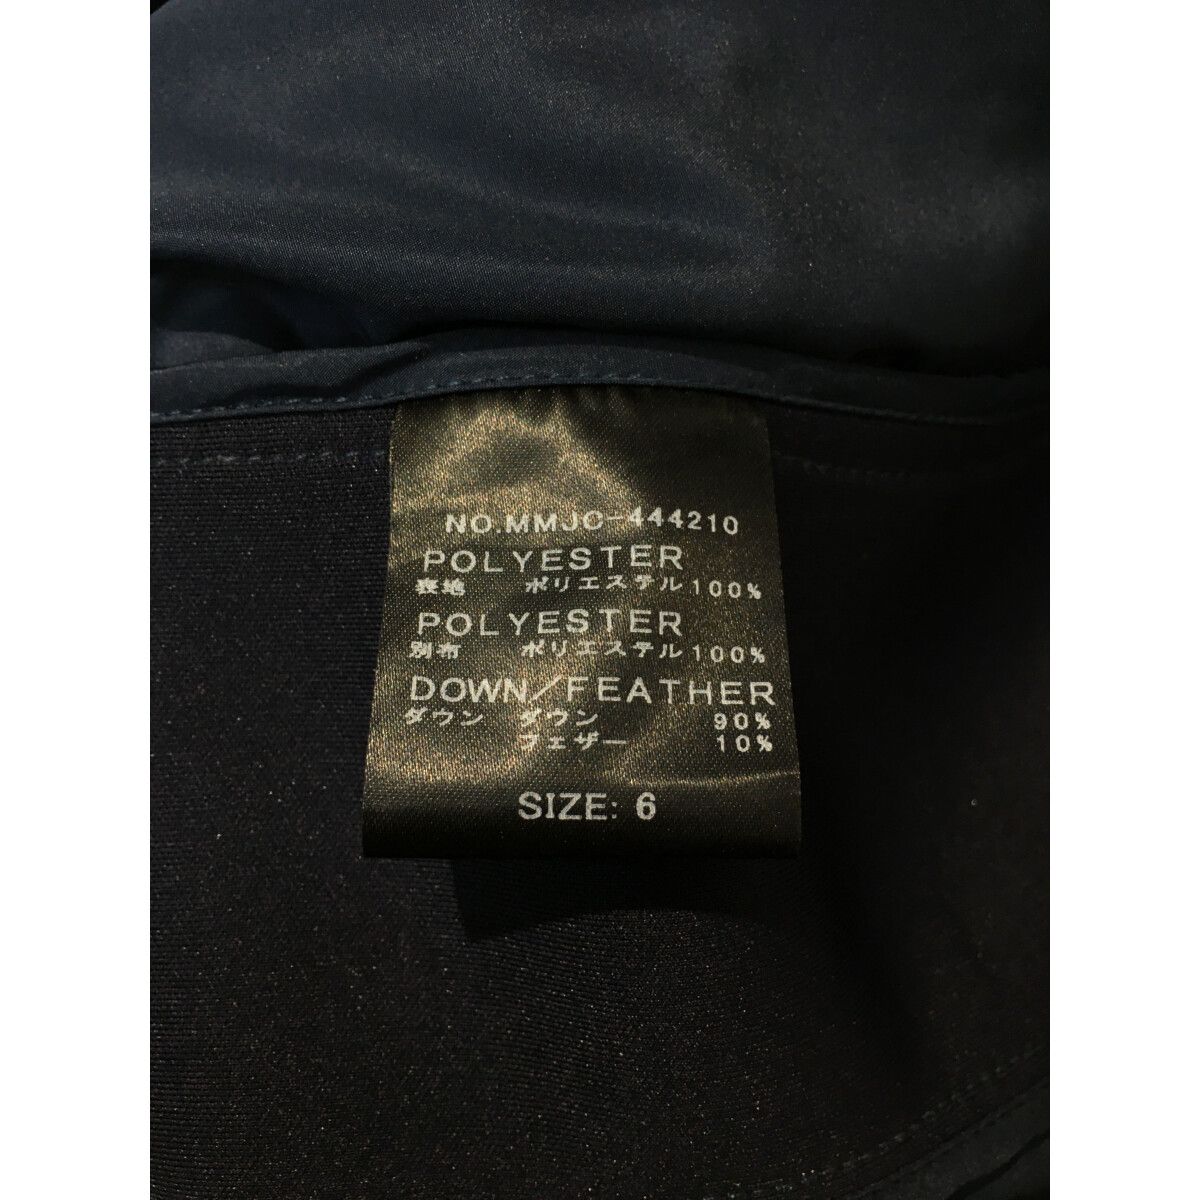 NO.MMJC-444210
POLYESTER
表地 ポリエステル100%
POLYESTER
別布 ポリエステル100%
DOWN/FEATHER
ダウン ダウン 90%
フェザー 10%
SIZE: 6